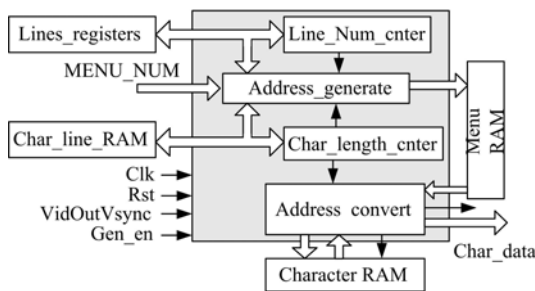 Lines_registers
Line_Num_cnter
MENU_NUM
Address_generate
Menu
RAM
Char_line_RAM
Char_length_cnter
Clk
Rst
VidOutVsync
Gen_en
Address convert
Char_data
Character RAM